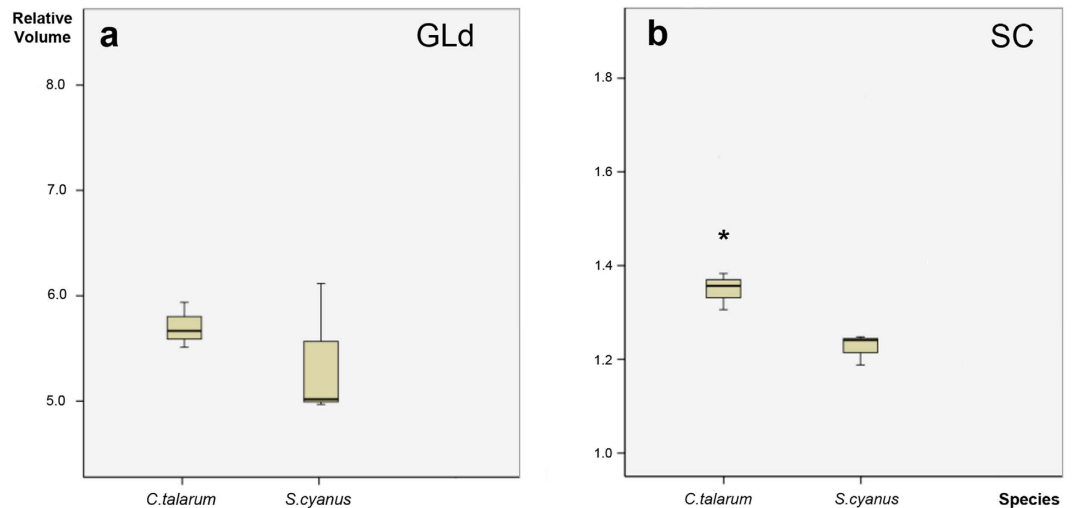 Relative
Volume
a
GLd
8.0
7.0
6.0
5.0
C.talarum
S.cyanus
b
SC
1.8
1.6
1.4
*
1.2
1.0
C.talarum
S.cyanus
Species